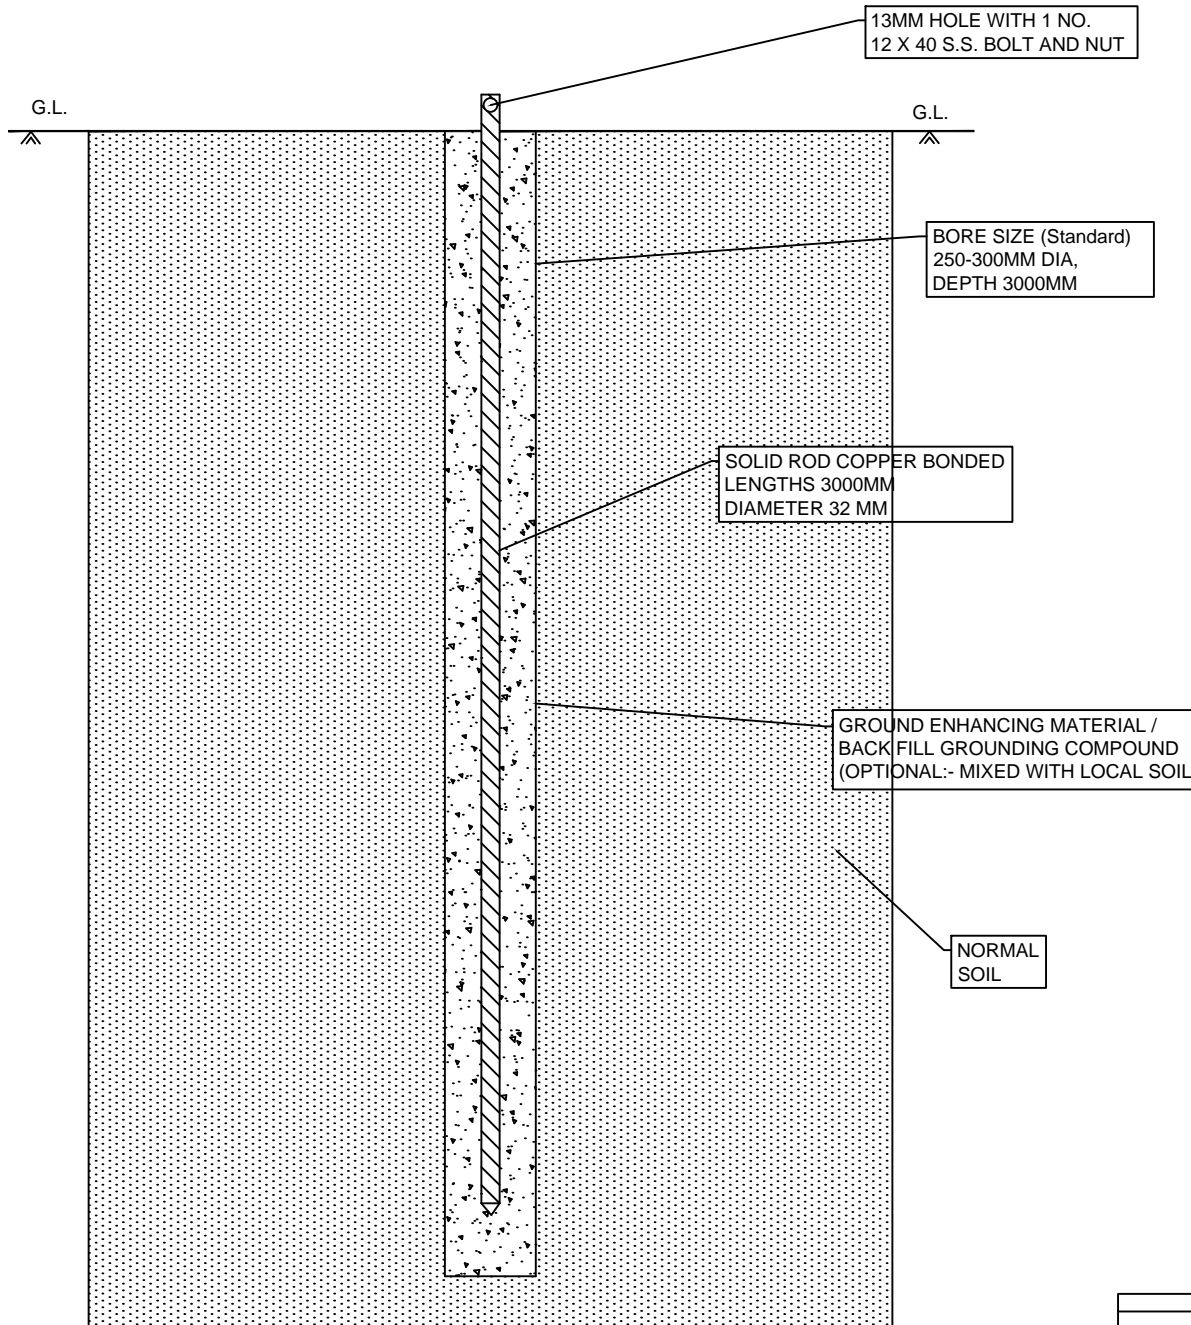 13MM HOLE WITH 1 NO.
12 X 40 S.S. BOLT AND NUT
G.L.
G.L.
BORE SIZE (Standard)
250-300MM DIA,
DEPTH 3000MM
SOLID ROD COPPER BONDED
LENGTHS 3000MM
DIAMETER 32 MM
GROUND ENHANCING MATERIAL /
BACK FILL GROUNDING COMPOUND
(OPTIONAL:- MIXED WITH LOCAL SOIL
NORMAL
SOIL